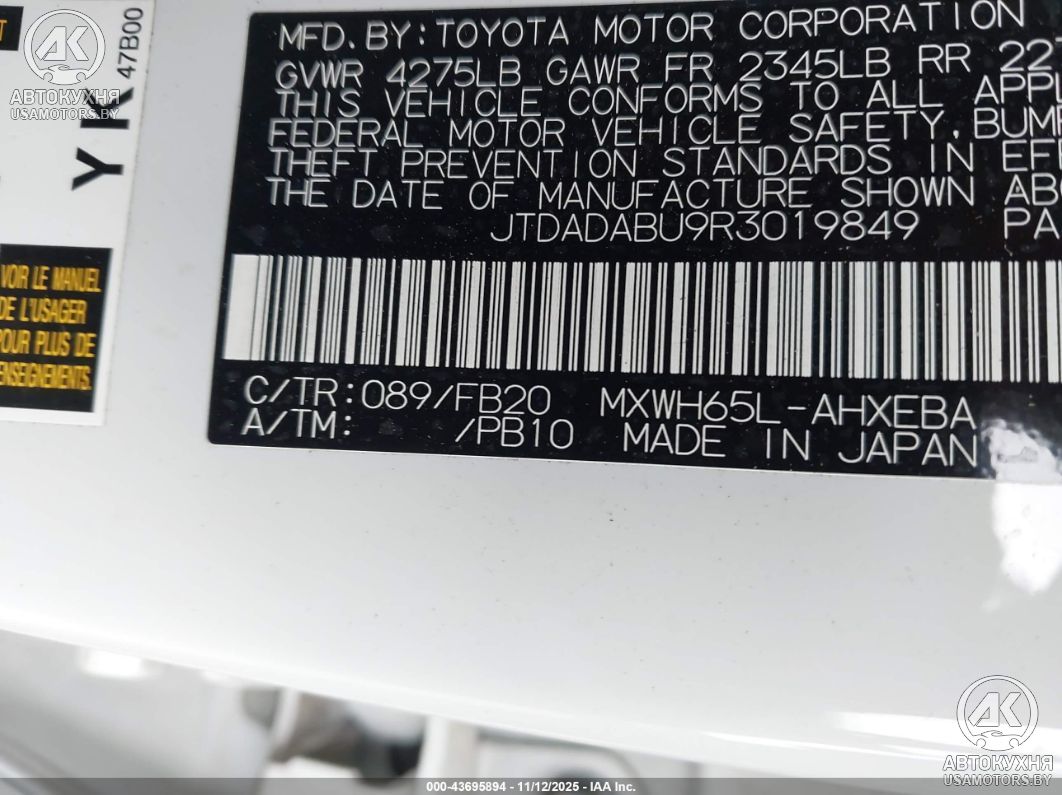 АВТОКУХНЯ
USAMOTORS.BY
47B00
YK
VOIR LE MANUEL
DE L'USAGER
POUR PLUS DE
RENSEIGNEMENTS.
MFD. BY: TOYOTA MOTOR CORPORATION
GVWR 4275LB GAWR FR 2345LB RR
THIS VEHICLE CONFORMS TO ALL
FEDERAL MOTOR VEHICLE SAFETY,
THEFT PREVENTION STANDARDS IN
THE DATE OF MANUFACTURE SHOWN
JTDADABU9R3019849
C/TR:089/FB20 MXWH65L-AHXEBA
A/TM: /PB10 MADE IN JAPAN
AK
АВТОКУХНЯ
USAMOTORS.BY
000-43695894 - 11/12/2025 - IAA Inc.